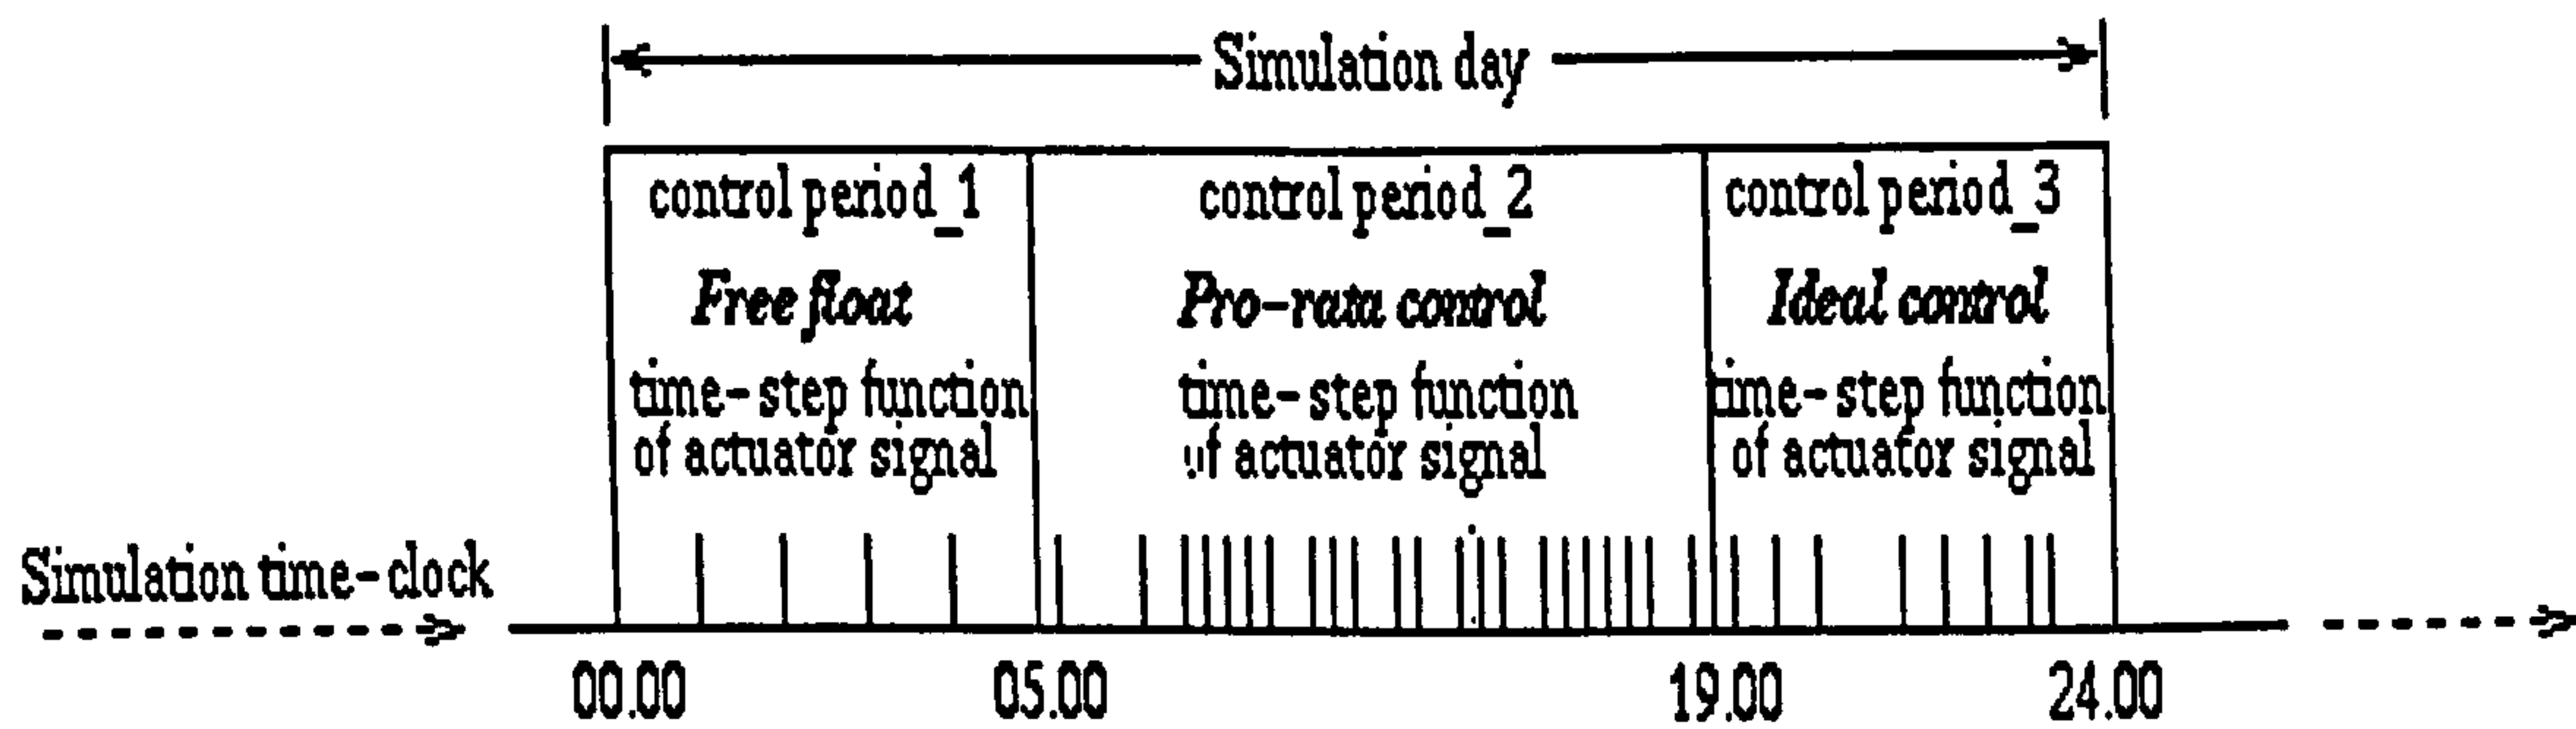 Simulation day
control period_1
control period_2
control period_3
Free float
Pro-rata control
Ideal control
time-step function
of actuator signal
time-step function
of actuator signal
time-step function
of actuator signal
Simulation time-clock
00.00
05.00
19.00
24.00